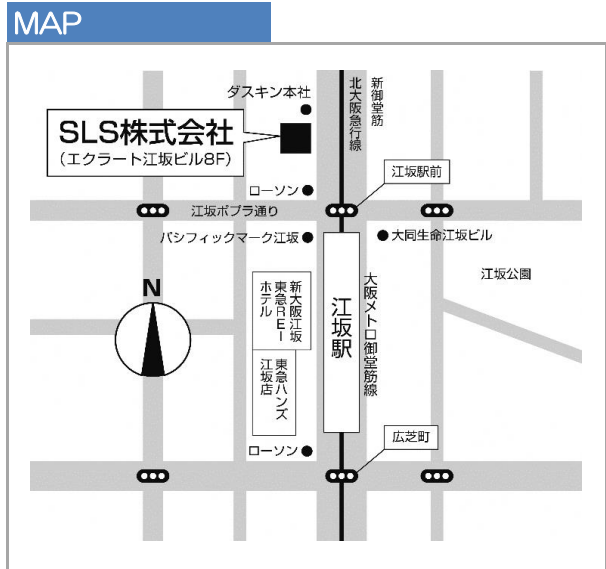 MAP
ダスキン本社
SLS株式会社
（エクラート江坂ビル8F）
北大阪急行線
新御堂筋
江坂駅前
ローソン
江坂ポプラ通り
パシフィックマーク江坂
大同生命江坂ビル
江坂公園
N
新大阪江坂
東急REI
ホテル
江坂駅
大阪メトロ御堂筋線
東急ハンズ
江坂店
広芝町
ローソン